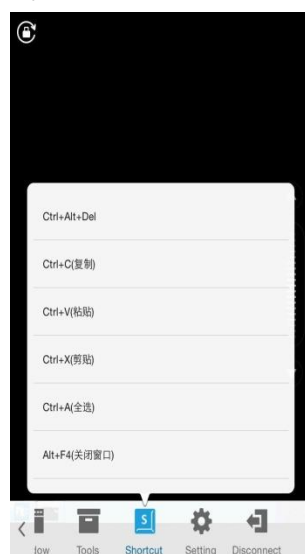 Ctrl+Alt+Del
Ctrl+C(复制)
Ctrl+V(粘贴)
Ctrl+X(剪贴)
Ctrl+A(全选)
Alt+F4(关闭窗口)
S
low Tools Shortcut Setting Disconnect